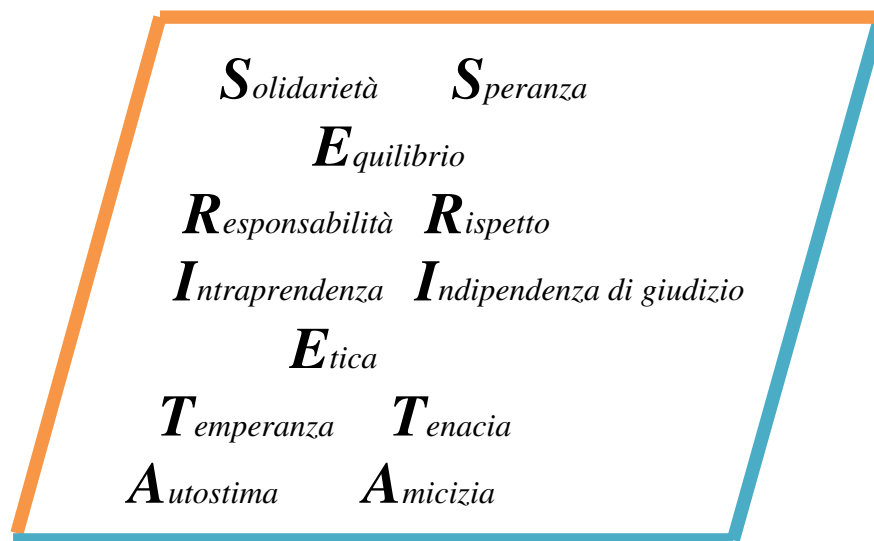 Solidarietà Speranza
Equilibrio
Responsabilità Rispetto
Intraprendenza Indipendenza di giudizio
Etica
Temperanza Tenacia
Autostima Amicizia